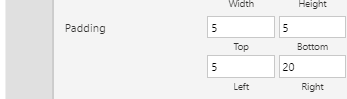 Width Height
Padding 5 5
Top Bottom
5 20
Left Right